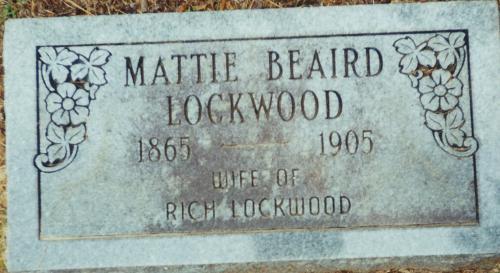 MATTIE BEAIRD
LOCKWOOD
1865 — 1905
WIFE OF
RICH LOCKWOOD